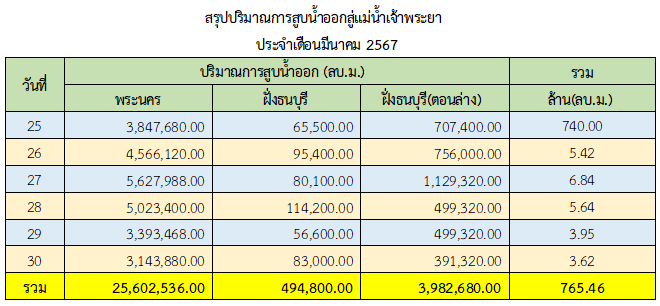 สรุปปริมาณการสูบน้ำออกสู่แม่น้ำเจ้าพระยา
ประจำเดือนมีนาคม 2567
วันที่ ปริมาณการสูบน้ำออก (ลบ.ม.) รวม
พระนคร ฝั่งธนบุรี ฝั่งธนบุรี(ตอนล่าง) ล้าน(ลบ.ม.)
25 3,847,680.00 65,500.00 707,400.00 740.00
26 4,566,120.00 95,400.00 756,000.00 5.42
27 5,627,988.00 80,100.00 1,129,320.00 6.84
28 5,023,400.00 114,200.00 499,320.00 5.64
29 3,393,468.00 56,600.00 499,320.00 3.95
30 3,143,880.00 83,000.00 391,320.00 3.62
รวม 25,602,536.00 494,800.00 3,982,680.00 765.46